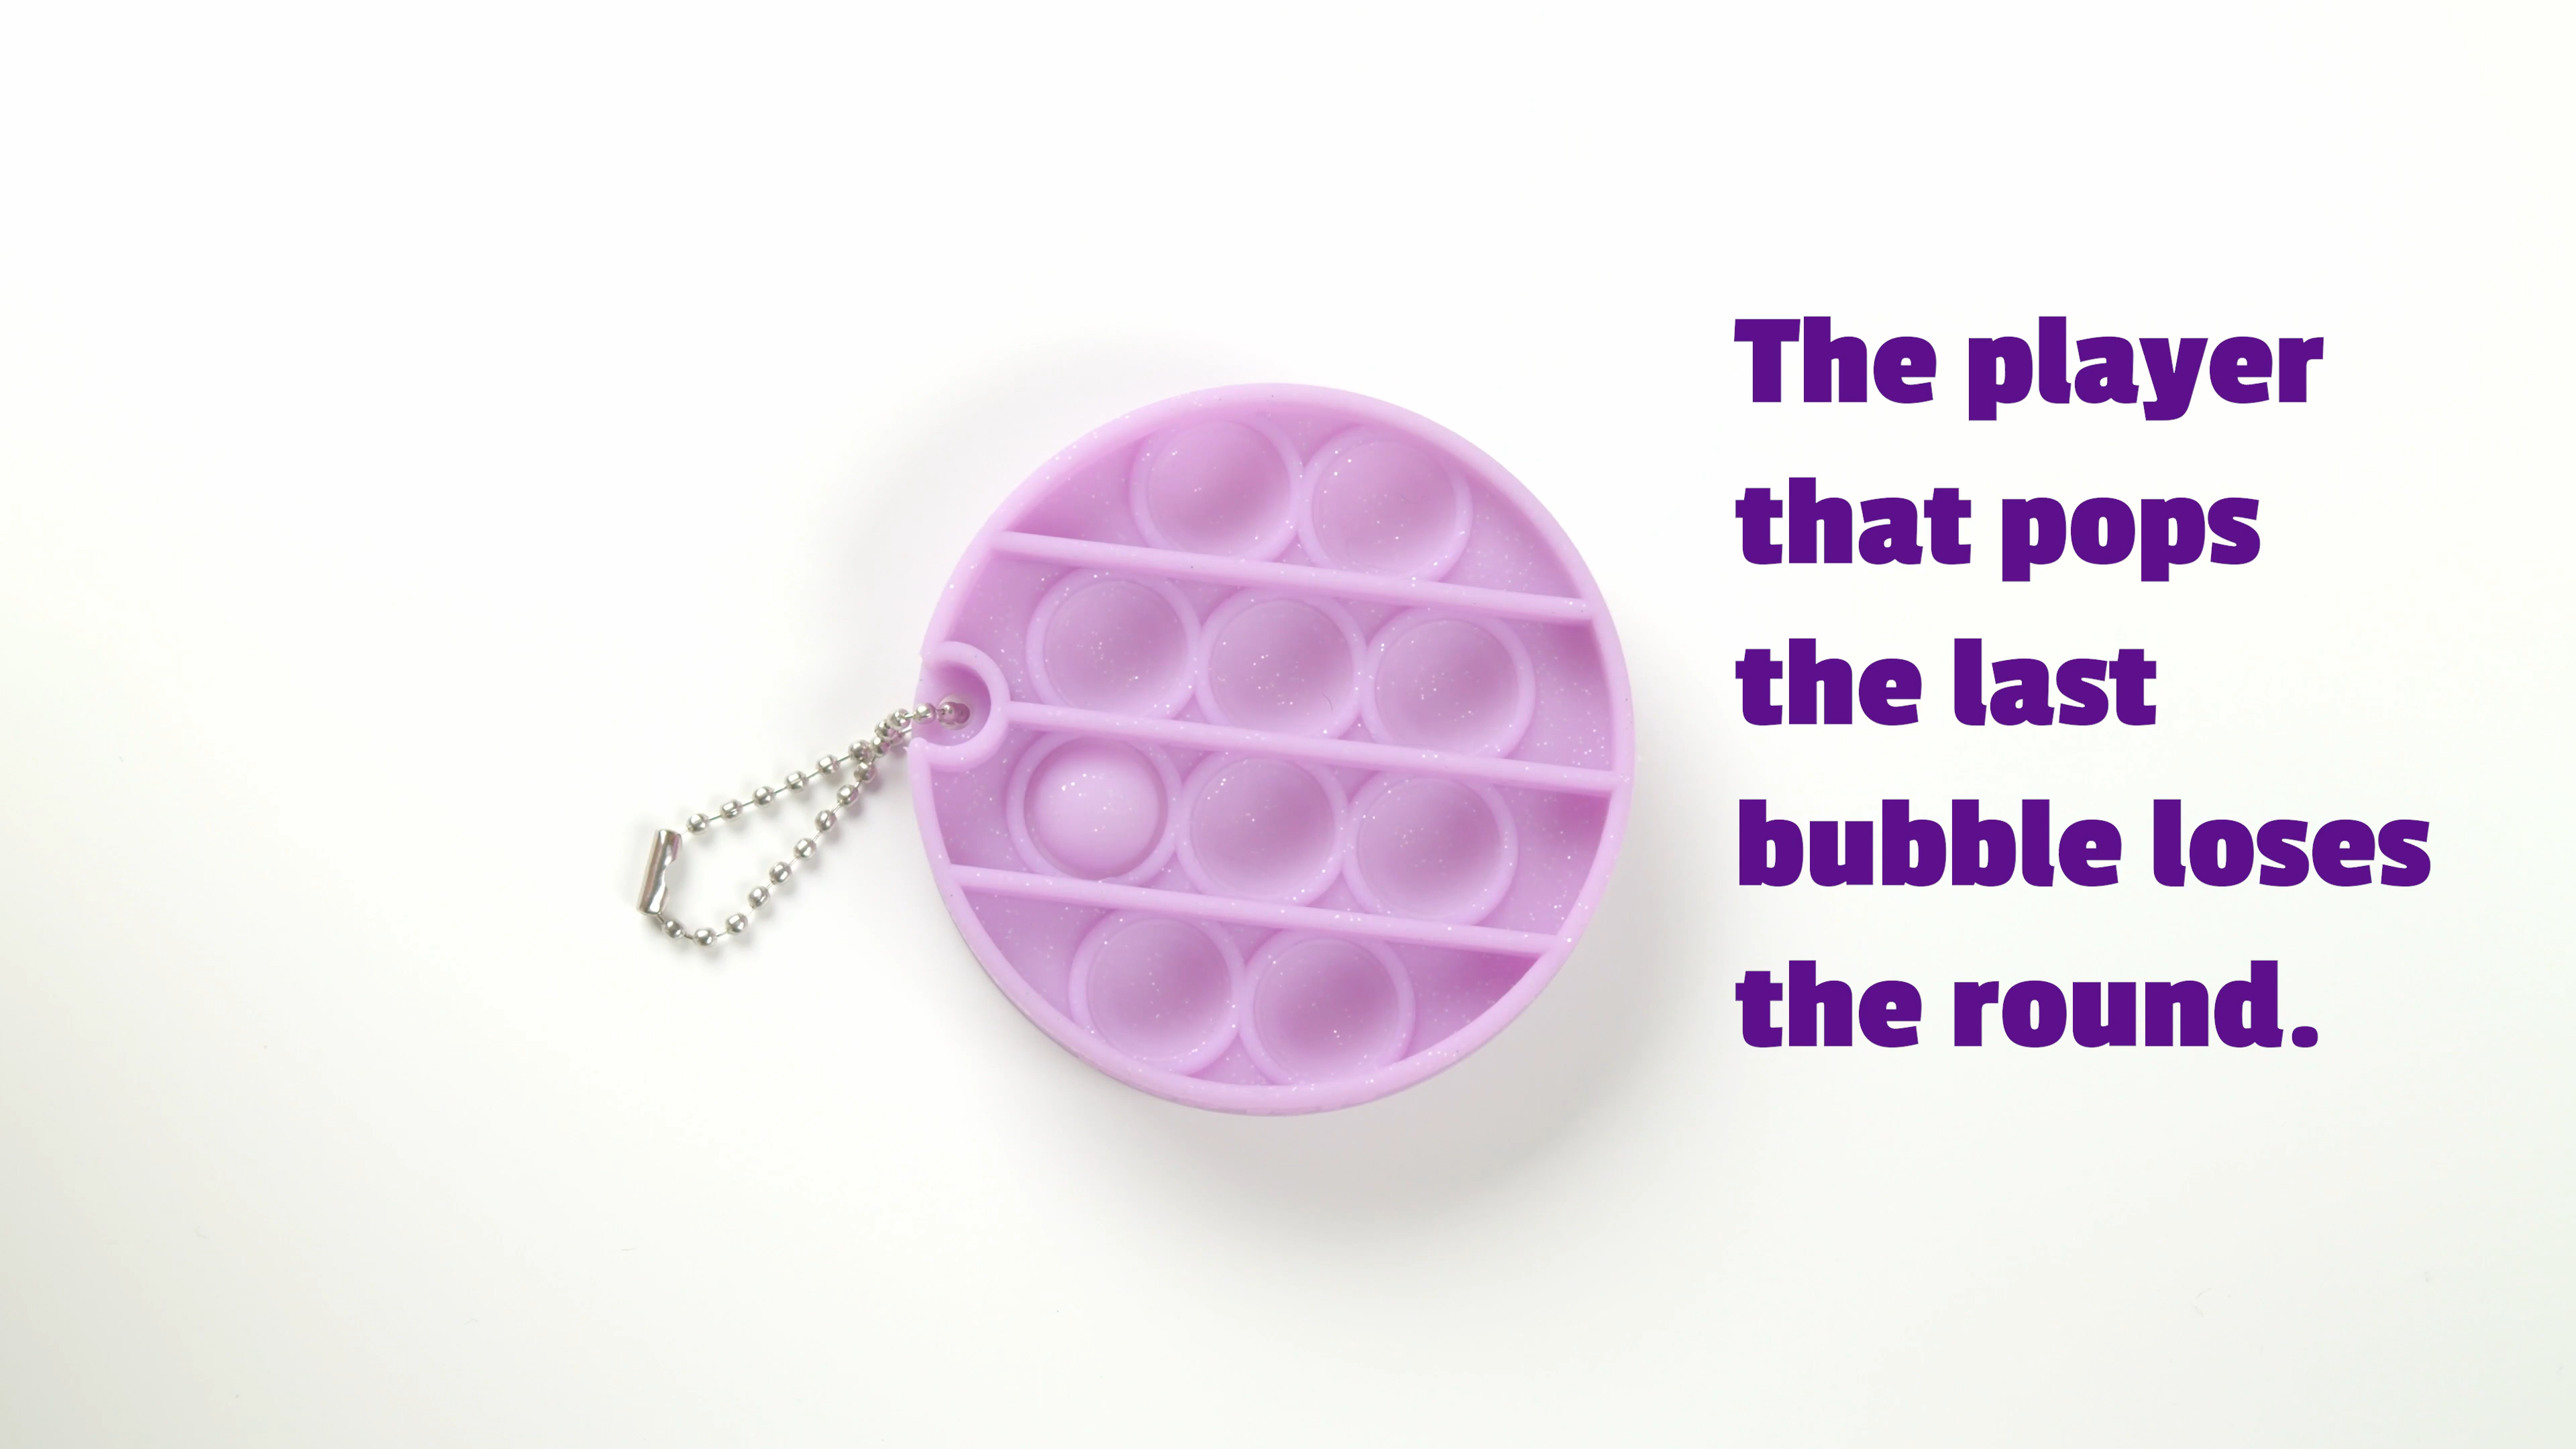 The player
that pops
the last
bubble loses
the round.